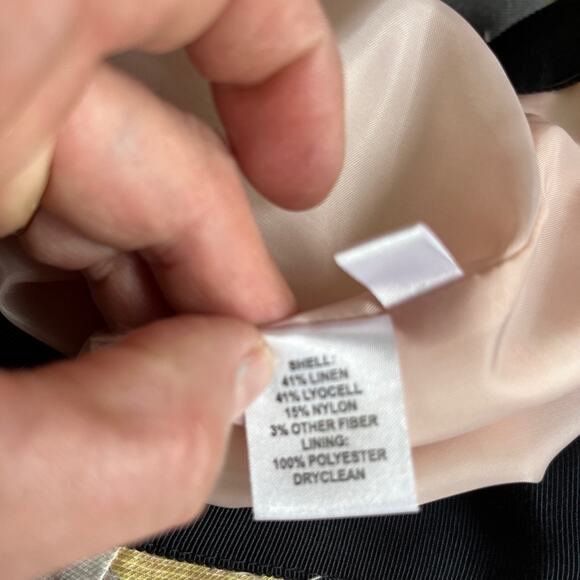 SHELL:
41% LINEN
41% LYOCELL
15% NYLON
3% OTHER FIBER
LINING:
100% POLYESTER
DRYCLEAN